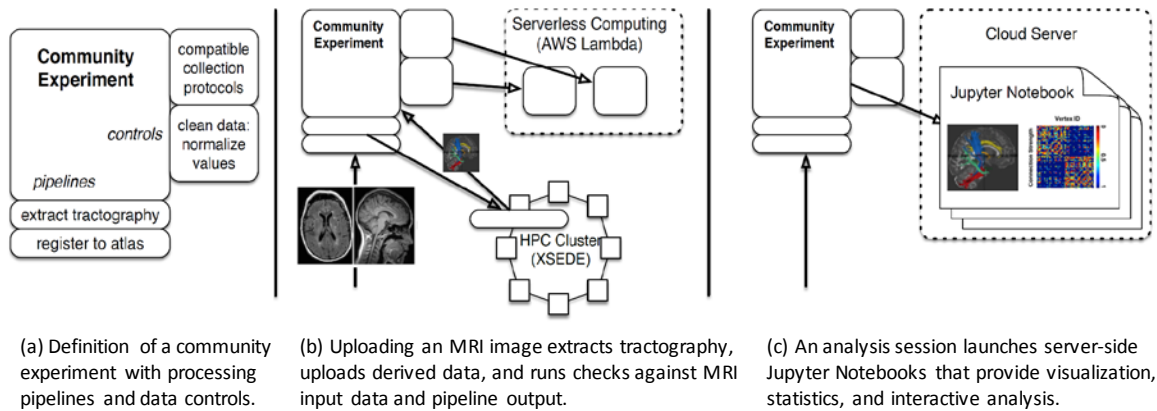 Community
Experiment
compatible
collection
protocols
controls
clean data:
normalize
values
pipelines
extract tractography
register to atlas
(a) Definition of a community
experiment with processing
pipelines and data controls.
Community
Experiment
Serverless Computing
(AWS Lambda)
HPC Cluster
(XSEDE)
(b) Uploading an MRI image extracts tractography,
uploads derived data, and runs checks against MRI
input data and pipeline output.
Community
Experiment
Cloud Server
Jupyter Notebook
Vertex ID
Connection Strength
(c) An analysis session launches server-side
Jupyter Notebooks that provide visualization,
statistics, and interactive analysis.